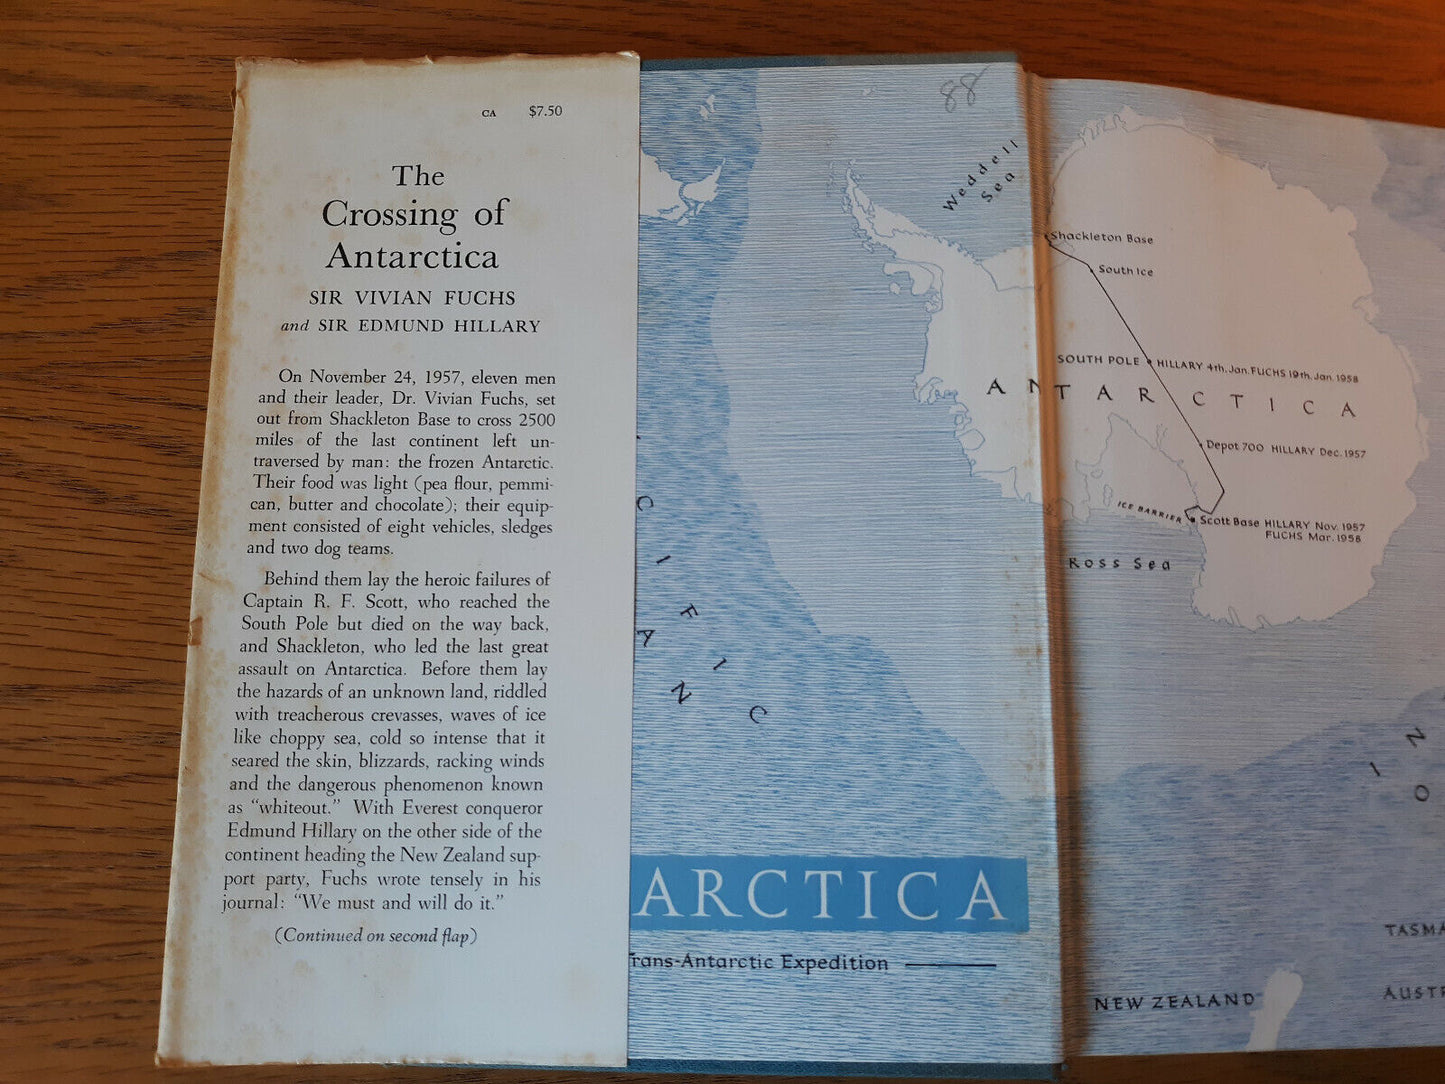 CA $7.50
The
Crossing of
Antarctica
SIR VIVIAN FUCHS
and SIR EDMUND HILLARY
On November 24, 1957, eleven men
and their leader, Dr. Vivian Fuchs, set
out from Shackleton Base to cross 2500
miles of the last continent left un-
traversed by man: the frozen Antarctic.
Their food was light (pea flour, pemmi-
can, butter and chocolate); their equip-
ment consisted of eight vehicles, sledges
and two dog teams.
Behind them lay the heroic failures of
Captain R. F. Scott, who reached the
South Pole but died on the way back,
and Shackleton, who led the last great
assault on Antarctica. Before them lay
the hazards of an unknown land, riddled
with treacherous crevasses, waves of ice
like choppy sea, cold so intense that it
seared the skin, blizzards, racking winds
and the dangerous phenomenon known
as "whiteout." With Everest conqueror
Edmund Hillary on the other side of the
continent heading the New Zealand sup-
port party, Fuchs wrote tensely in his
journal: "We must and will do it."
(Continued on second flap)
88
Weddell
Sea
Shackleton Base
South Ice
SOUTH POLE HILLARY 4th. Jan. FUCHS 19th. Jan. 1958
ANTARCTICA
Depot 700 HILLARY Dec. 1957
ICE BARRIER
Scott Base HILLARY Nov. 1957
FUCHS Mar. 1958
Ross Sea
C I F I C
A N
ARCTICA
Trans-Antarctic Expedition
NEW ZEALAND
TASMA
AUSTR
N
I
O